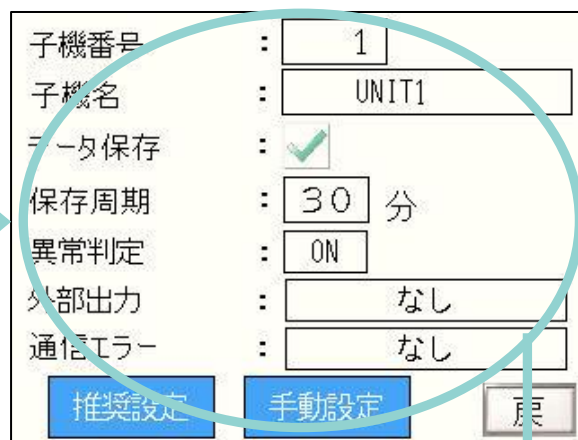 子機番号 : 1
子機名 : UNIT1
データ保存 :
保存周期 : 30 分
異常判定 : ON
外部出力 : なし
通信エラー : なし
推奨設定 手動設定 戻